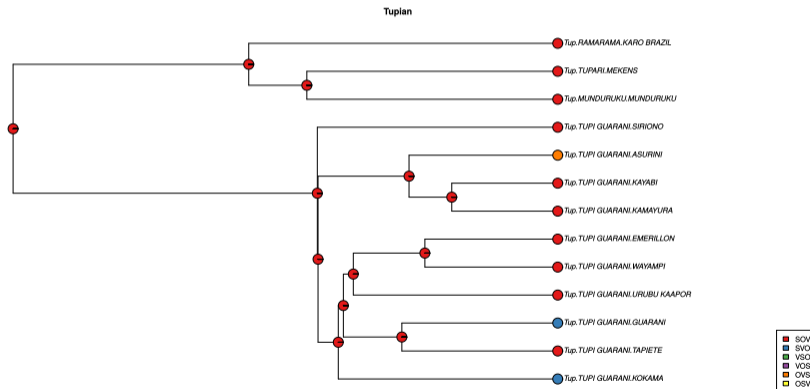 Tupian
Tup.RAMARAMA.KARO BRAZIL
Tup.TUPARI.MEKENS
Tup.MUNDURUKU.MUNDURUKU
Tup.TUPI GUARANI.SIRIONO
Tup.TUPI GUARANI.ASURINI
Tup.TUPI GUARANI.KAYABI
Tup.TUPI GUARANI.KAMAYURA
Tup.TUPI GUARANI.EMERILLON
Tup.TUPI GUARANI.WAYAMPI
Tup.TUPI GUARANI.URUBU KAAPOR
Tup.TUPI GUARANI.GUARANI
Tup.TUPI GUARANI.TAPIETE
Tup.TUPI GUARANI.KOKAMA
SOV
SVO
VSO
VOS
OVS
OSV